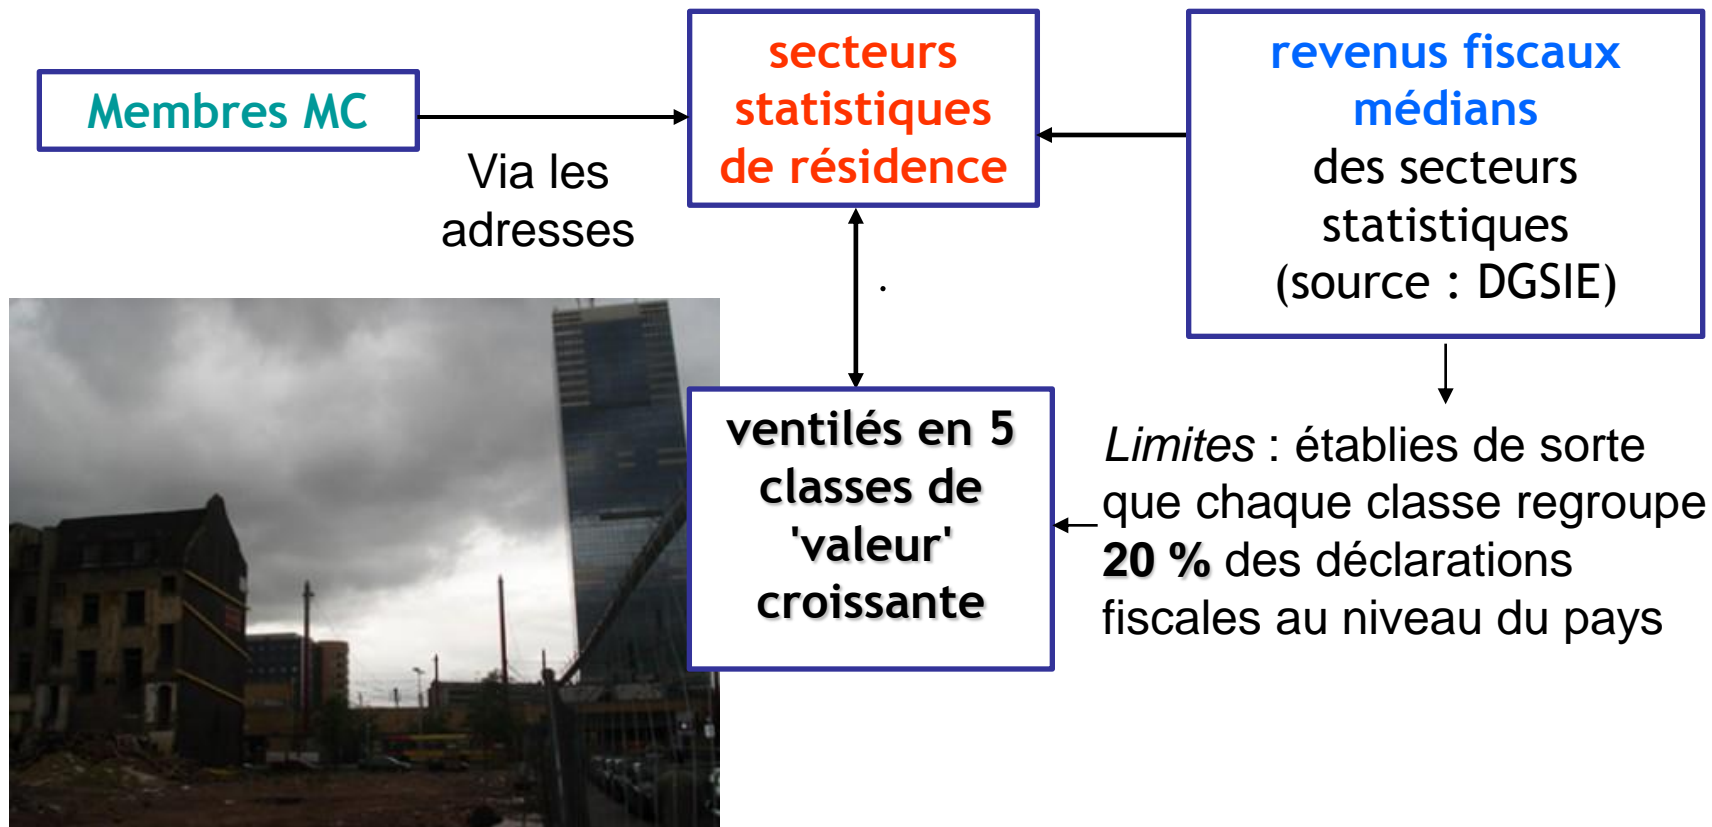 Membres MC
Via les
adresses
secteurs
statistiques
de résidence
revenus fiscaux
médians
des secteurs
statistiques
(source : DGSIE)
.
ventilés en 5
classes de
'valeur'
croissante
Limites : établies de sorte
que chaque classe regroupe
20 % des déclarations
fiscales au niveau du pays